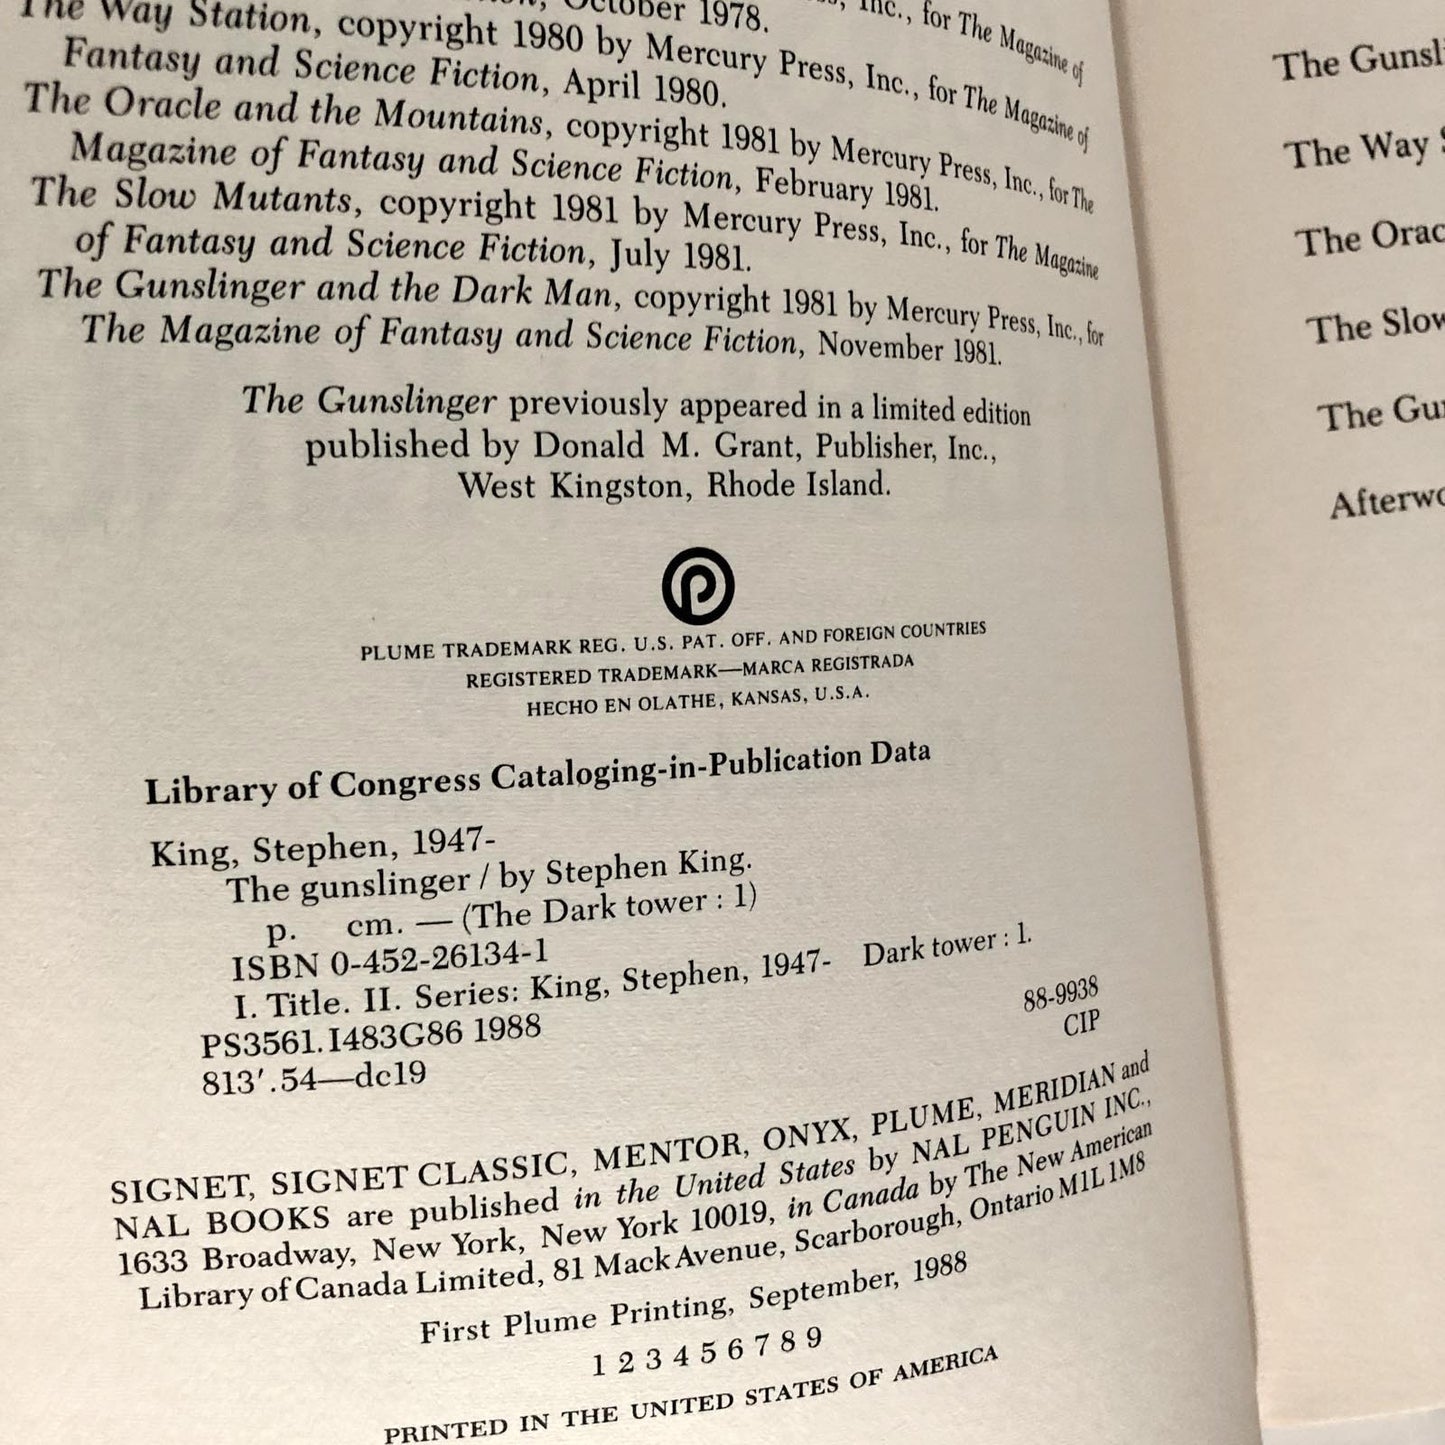 October 1978.
Inc., for The Magazine of
The Way Station, copyright 1980 by Mercury Press, Inc., for The Magazine of
Fantasy and Science Fiction, April 1980.
The Oracle and the Mountains, copyright 1981 by Mercury Press, Inc., for The
Magazine of Fantasy and Science Fiction, February 1981.
The Slow Mutants, copyright 1981 by Mercury Press, Inc., for The Magazine
of Fantasy and Science Fiction, July 1981.
The Gunslinger and the Dark Man, copyright 1981 by Mercury Press, Inc., for
The Magazine of Fantasy and Science Fiction, November 1981.
The Gunslinger previously appeared in a limited edition
published by Donald M. Grant, Publisher, Inc.,
West Kingston, Rhode Island.
P
PLUME TRADEMARK REG. U.S. PAT. OFF. AND FOREIGN COUNTRIES
REGISTERED TRADEMARK—MARCA REGISTRADA
HECHO EN OLATHE, KANSAS, U.S.A.
Library of Congress Cataloging-in-Publication Data
King, Stephen, 1947-
The gunslinger / by Stephen King.
p. cm. — (The Dark tower : 1)
ISBN 0-452-26134-1
I. Title. II. Series: King, Stephen, 1947- Dark tower : 1.
PS3561.I483G86 1988
88-9938
813′.54—dc19
CIP
SIGNET, SIGNET CLASSIC, MENTOR, ONYX, PLUME, MERIDIAN and
NAL BOOKS are published in the United States by NAL PENGUIN INC.,
1633 Broadway, New York, New York 10019, in Canada by The New American
Library of Canada Limited, 81 Mack Avenue, Scarborough, Ontario M1L 1M8
First Plume Printing, September, 1988
1 2 3 4 5 6 7 8 9
PRINTED IN THE UNITED STATES OF AMERICA
The Gunsl
The Way
The Orac
The Slow
The Gu
Afterwo